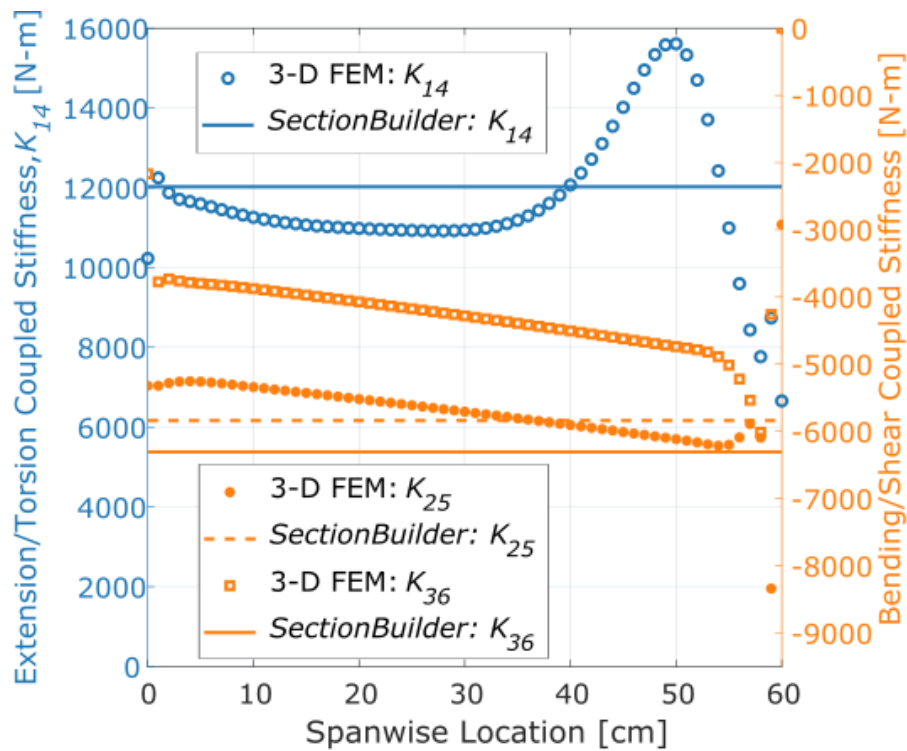 Extension/Torsion Coupled Stiffness,K14 [N-m]
16000
14000
12000
10000
8000
6000
4000
2000
0
3-D FEM: K14
SectionBuilder: K14
3-D FEM: K25
SectionBuilder: K25
3-D FEM: K36
SectionBuilder: K36
0
-1000
-2000
-3000
-4000
-5000
-6000
-7000
-8000
-9000
Bending/Shear Coupled Stiffness [N-m]
0 10 20 30 40 50 60
Spanwise Location [cm]